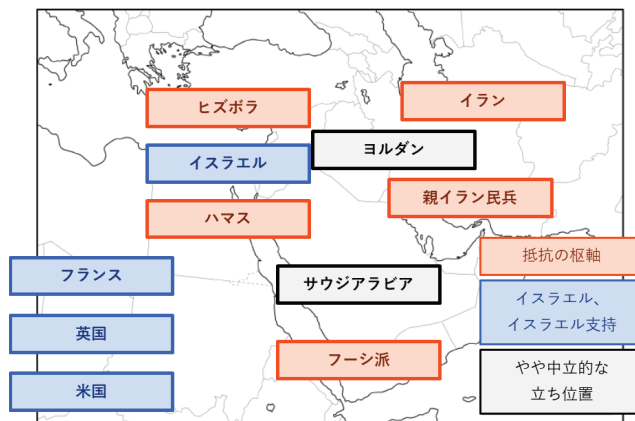 ヒズボラ
イラン
ヨルダン
イスラエル
親イラン民兵
ハマス
抵抗の枢軸
フランス
サウジアラビア
イスラエル、
イスラエル支持
英国
フーシ派
やや中立的な
立ち位置
米国